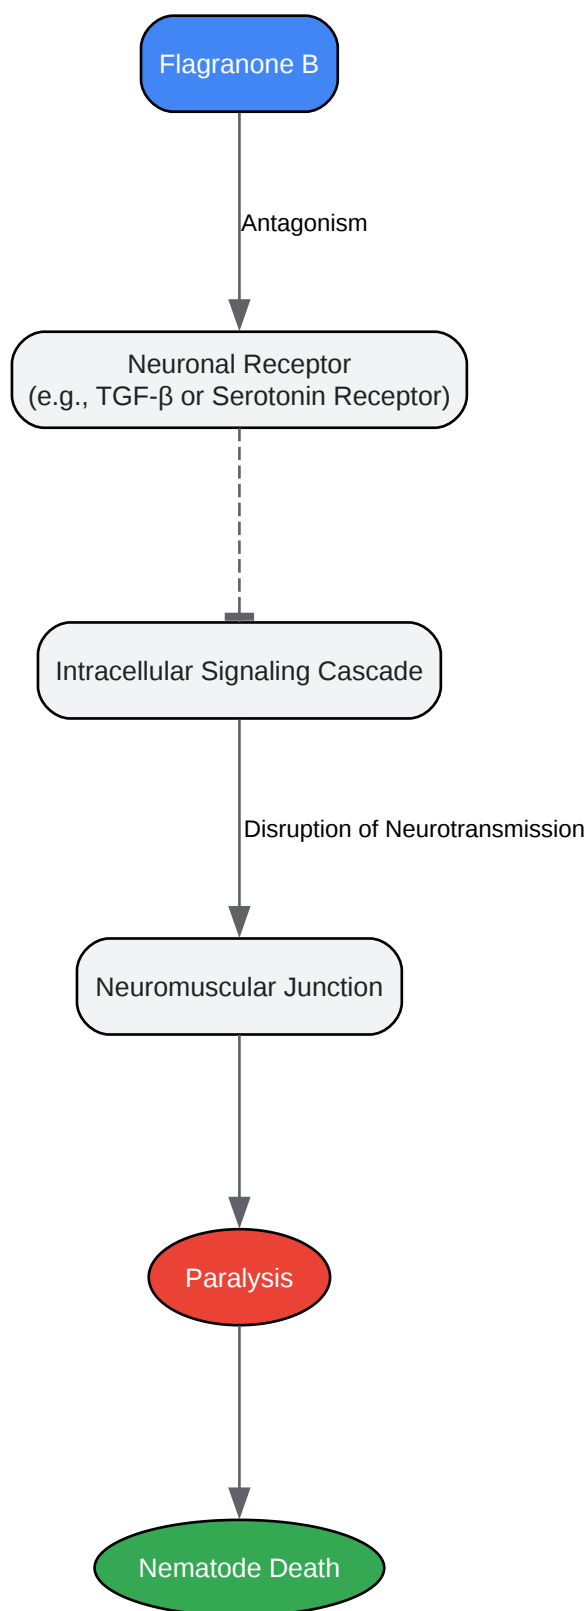 Flagranone B
Antagonism
Neuronal Receptor
(e.g., TGF-β or Serotonin Receptor)
Intracellular Signaling Cascade
Disruption of Neurotransmission
Neuromuscular Junction
Paralysis
Nematode Death